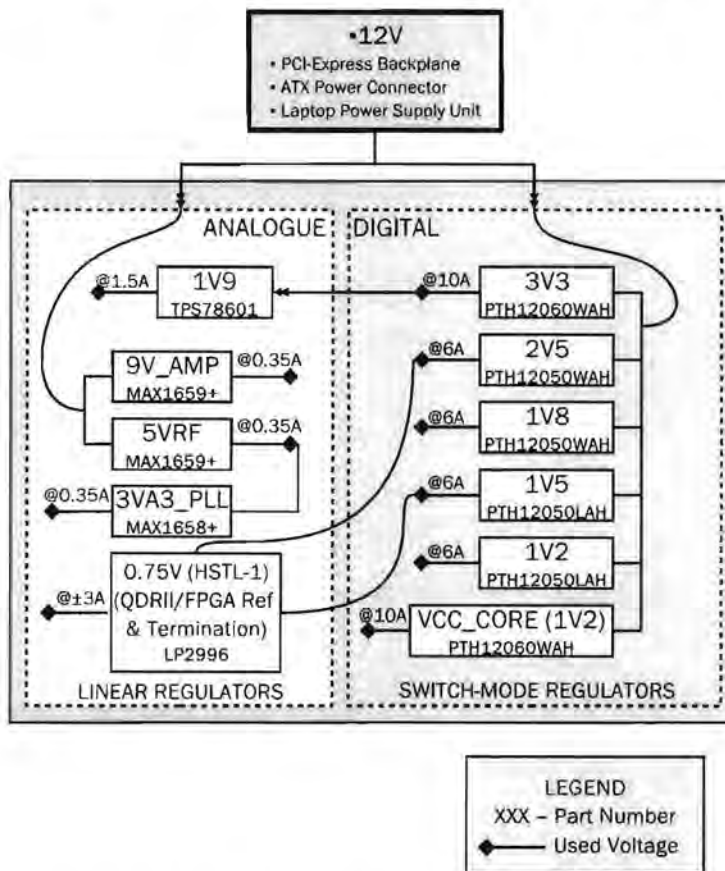 •12V
• PCI-Express Backplane
• ATX Power Connector
• Laptop Power Supply Unit
ANALOGUE
@1.5A
1V9
TPS78601
9V_AMP
@0.35A
MAX1659+
5VRF
@0.35A
MAX1659+
@0.35A
3VA3_PLL
MAX1658+
@±3A
0.75V (HSTL-1)
(QDRII/FPGA Ref
& Termination)
LP2996
LINEAR REGULATORS
DIGITAL
@10A
3V3
PTH12060WAH
@6A
2V5
PTH12050WAH
@6A
1V8
PTH12050WAH
@6A
1V5
PTH12050LAH
@6A
1V2
PTH12050LAH
@10A
VCC_CORE (1V2)
PTH12060WAH
SWITCH-MODE REGULATORS
LEGEND
XXX – Part Number
Used Voltage